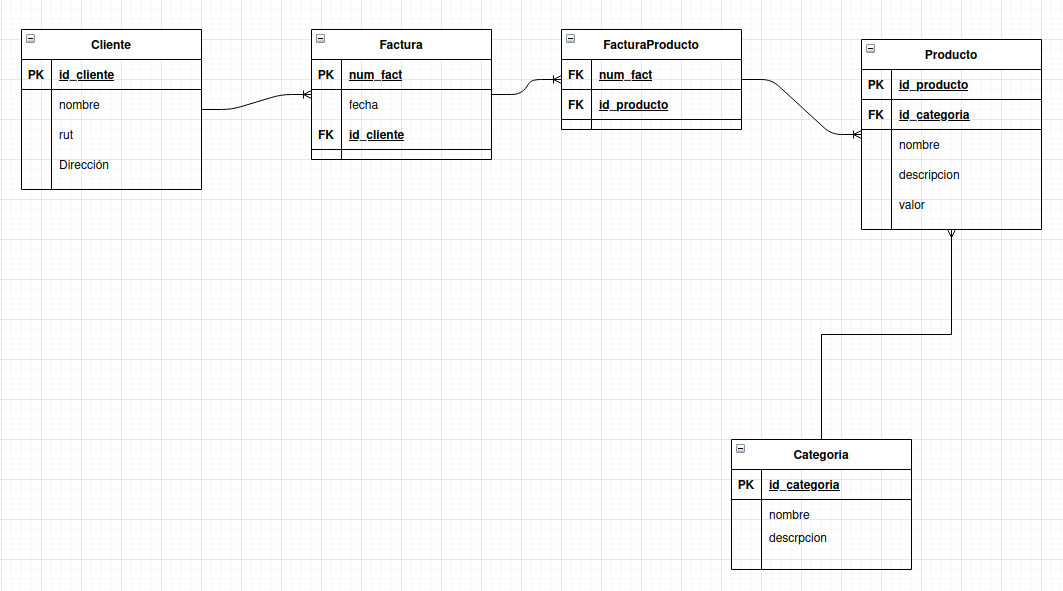 Cliente
PK id_cliente
nombre
rut
Dirección
Factura
PK num_fact
fecha
FK id_cliente
FacturaProducto
FK num_fact
FK id_producto
Producto
PK id_producto
FK id_categoria
nombre
descripcion
valor
Categoria
PK id_categoria
nombre
descrpcion